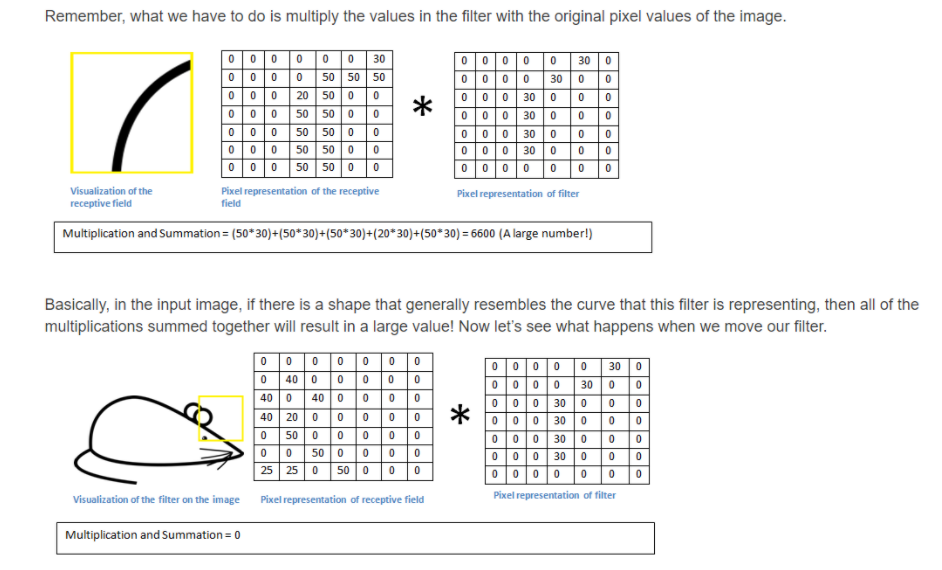 Remember, what we have to do is multiply the values in the filter with the original pixel values of the image.
0 0 0 0 0 0 30
0 0 0 0 50 50 50
0 0 0 20 50 0 0
0 0 0 50 50 0 0
0 0 0 50 50 0 0
0 0 0 50 50 0 0
0 0 0 50 50 0 0
*
0 0 0 0 0 30 0
0 0 0 0 30 0 0
0 0 0 30 0 0 0
0 0 0 30 0 0 0
0 0 0 30 0 0 0
0 0 0 30 0 0 0
0 0 0 0 0 0 0
Visualization of the
receptive field
Pixel representation of the receptive
field
Pixel representation of filter
Multiplication and Summation = (50*30)+(50*30)+(50*30)+(20*30)+(50*30) = 6600 (A large number!)
Basically, in the input image, if there is a shape that generally resembles the curve that this filter is representing, then all of the
multiplications summed together will result in a large value! Now let's see what happens when we move our filter.
0 0 0 0 0 0 0
0 40 0 0 0 0 0
40 0 40 0 0 0 0
40 20 0 0 0 0 0
0 50 0 0 0 0 0
0 0 50 0 0 0 0
25 25 0 50 0 0 0
*
0 0 0 0 0 30 0
0 0 0 0 30 0 0
0 0 0 30 0 0 0
0 0 0 30 0 0 0
0 0 0 30 0 0 0
0 0 0 30 0 0 0
0 0 0 0 0 0 0
Visualization of the filter on the image
Pixel representation of receptive field
Pixel representation of filter
Multiplication and Summation = 0